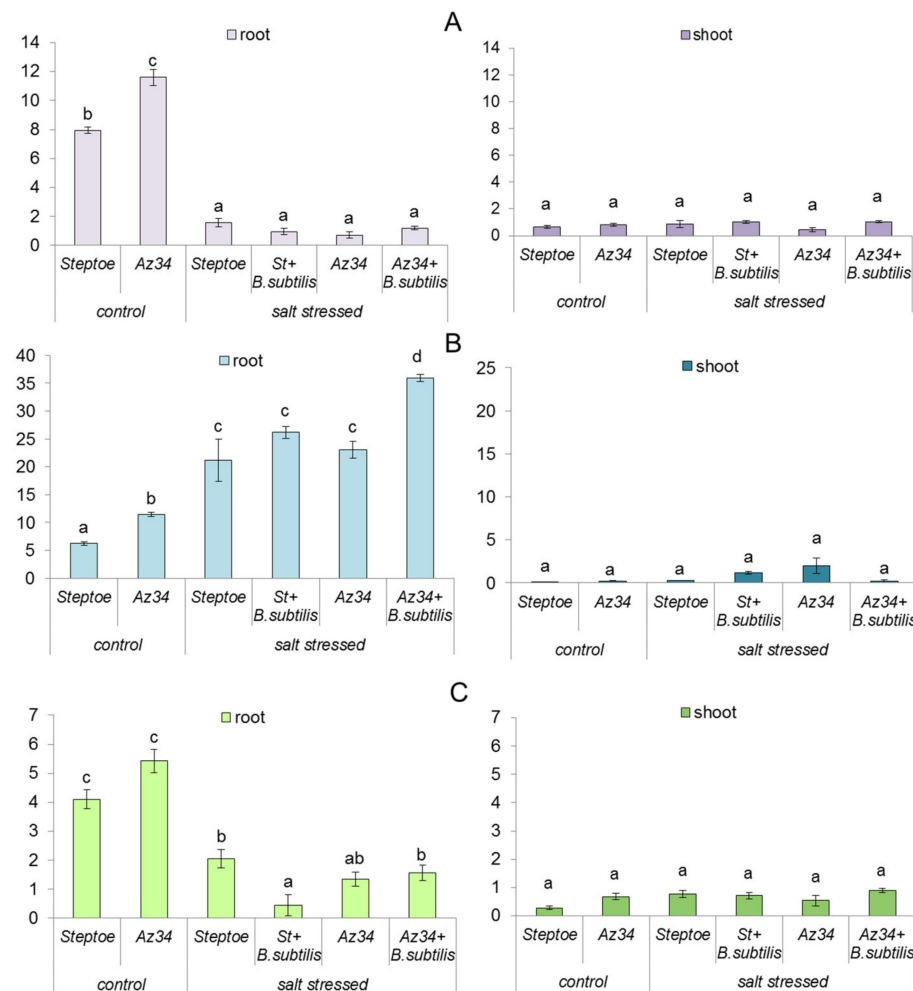 A
root
14
12
10
8
6
4
2
0
b
c
a
a
a
a
Steptoe
Az34
Steptoe
St+
B.subtilis
Az34
Az34+
B.subtilis
control
salt stressed
shoot
14
12
10
8
6
4
2
0
a
a
a
a
a
a
Steptoe
Az34
Steptoe
St+
B.subtilis
Az34
Az34+
B.subtilis
control
salt stressed
B
root
40
35
30
25
20
15
10
5
0
a
b
c
c
c
d
Steptoe
Az34
Steptoe
St+
B.subtilis
Az34
Az34+
B.subtilis
control
salt stressed
shoot
25
20
15
10
5
0
a
a
a
a
a
a
Steptoe
Az34
Steptoe
St+
B.subtilis
Az34
Az34+
B.subtilis
control
salt stressed
C
root
7
6
5
4
3
2
1
0
c
c
b
a
ab
b
Steptoe
Az34
Steptoe
St+
B.subtilis
Az34
Az34+
B.subtilis
control
salt stressed
shoot
7
6
5
4
3
2
1
0
a
a
a
a
a
a
Steptoe
Az34
Steptoe
St+
B.subtilis
Az34
Az34+
B.subtilis
control
salt stressed